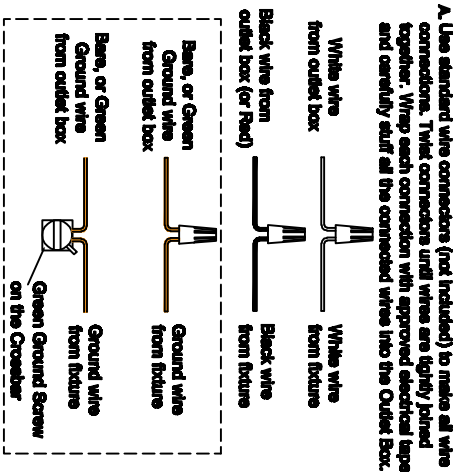 A. Use standard wire connectors (not included) to make all wire
connections. Twist connectors until wires are tightly joined
together. Wrap each connection with approved electrical tape
and carefully stuff all the connected wires into the Outlet Box.
White wire
from outlet box
White wire
from fixture
Black wire from
outlet box (or Red)
Black wire
from fixture
Bare, or Green
Ground wire
from outlet box
Ground wire
from fixture
Bare, or Green
Ground wire
from outlet box
Ground wire
from fixture
Green Ground Screw
on the Crossbar